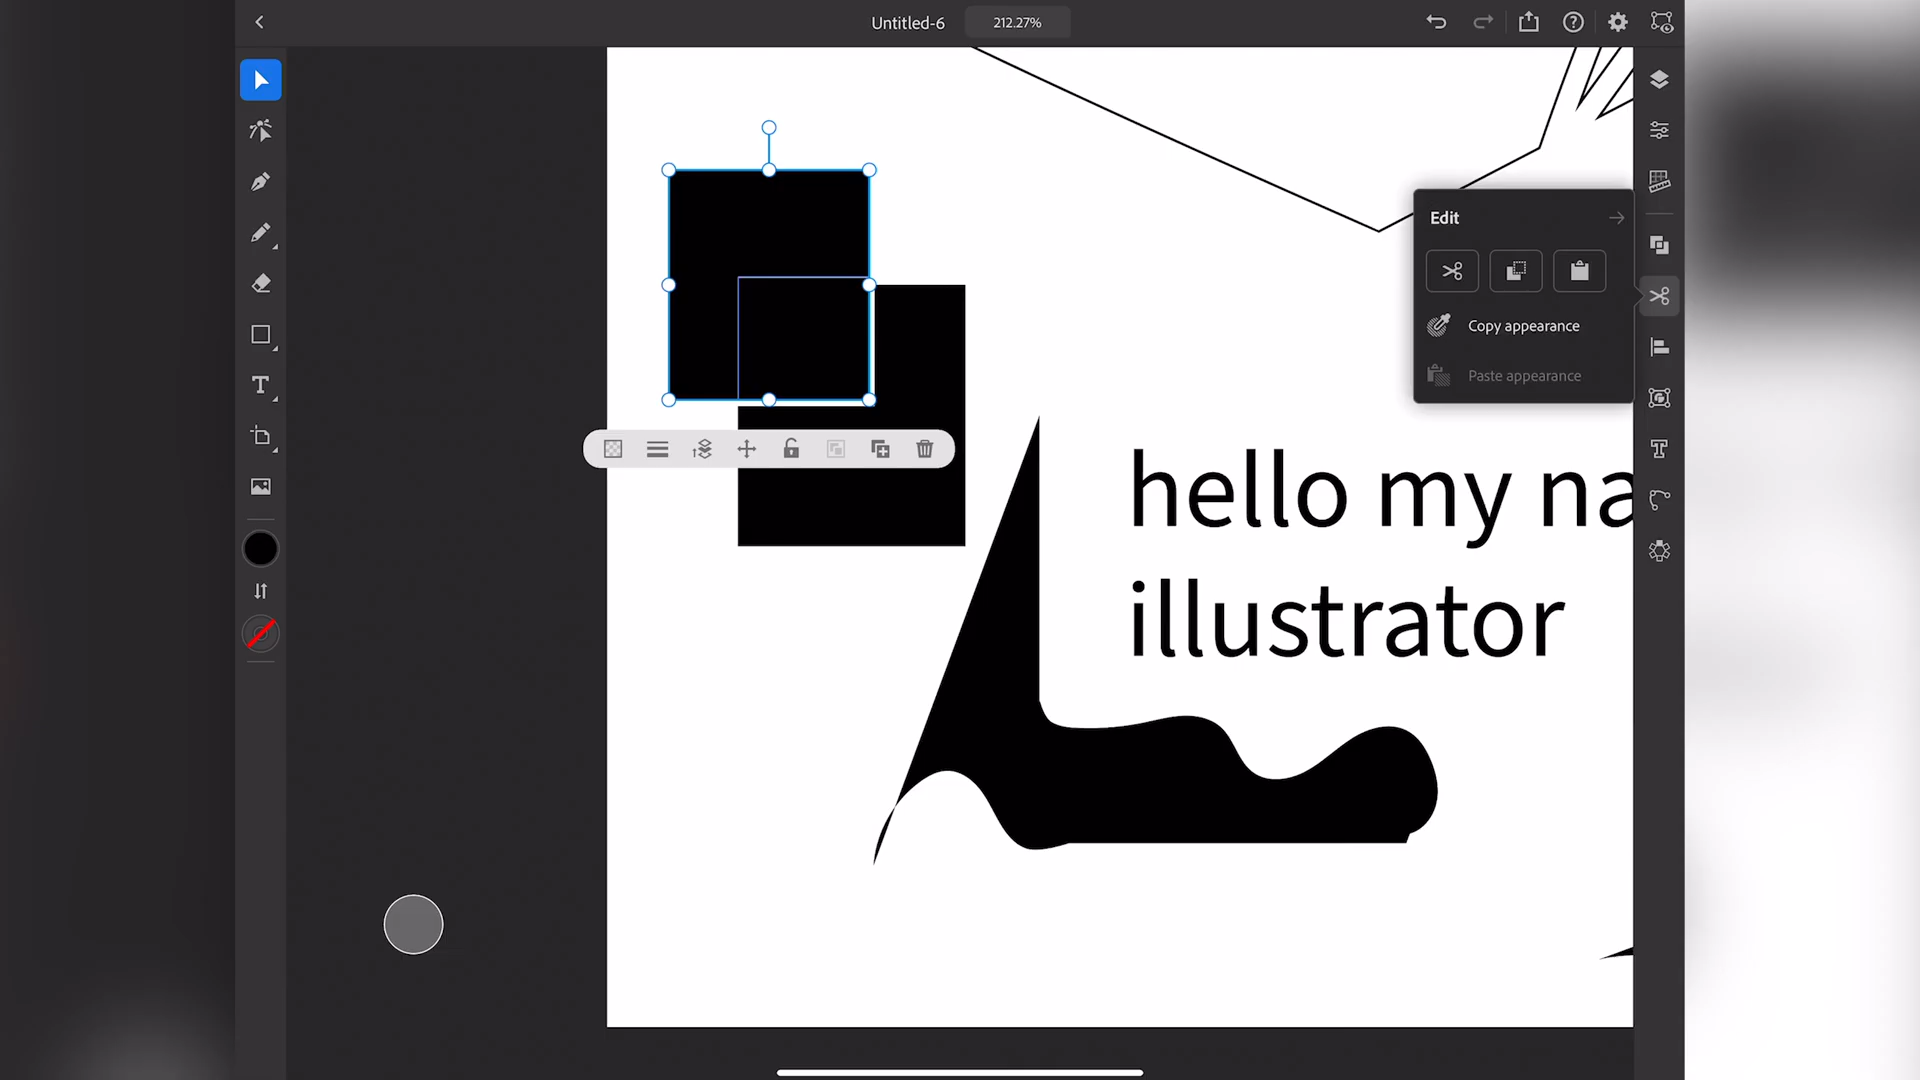 Untitled-6
212.27%
Edit
Copy appearance
Paste appearance
hello my na
illustrator